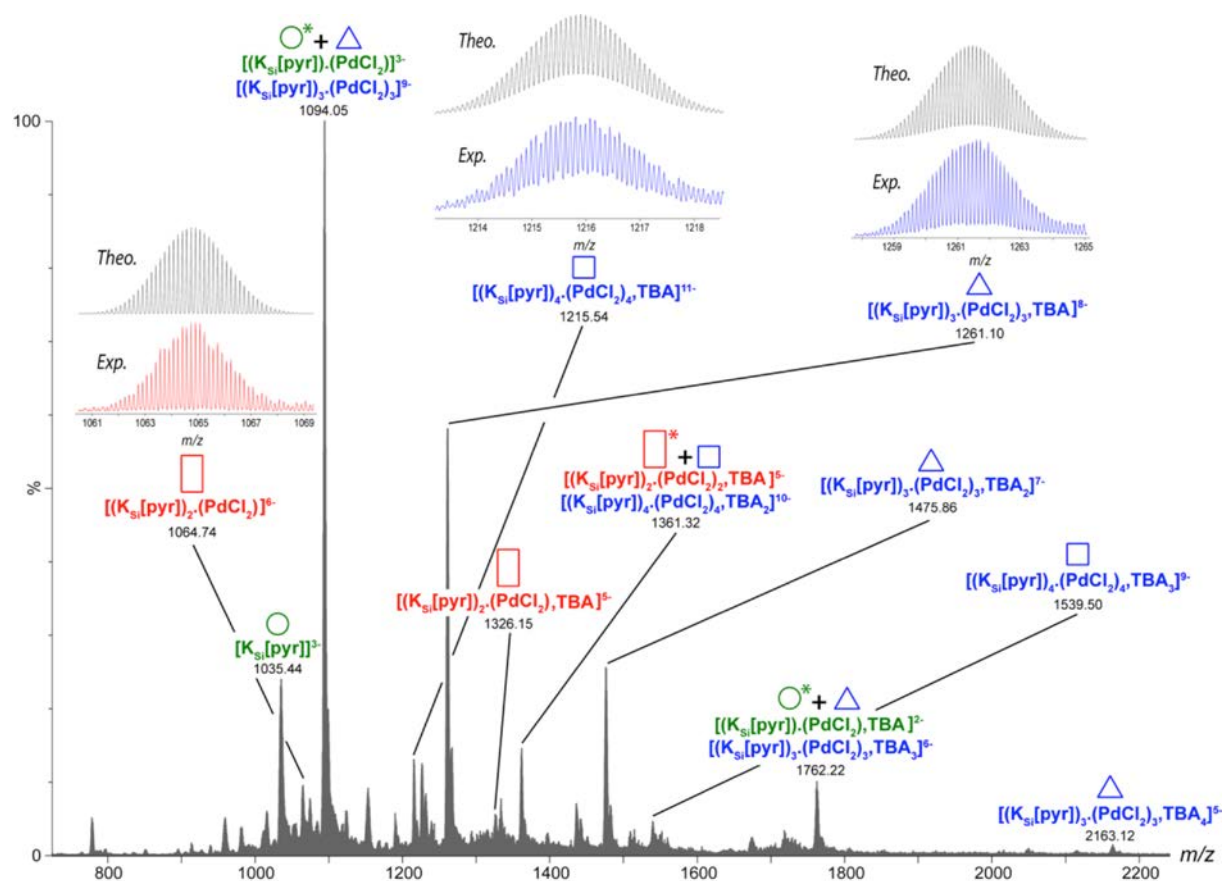 ○* + △
[(K_Si[pyr]).(PdCl₂)]³⁻
[(K_Si[pyr])₃.(PdCl₂)₃]⁹⁻
1094.05
Theo.
Exp.
1214 1215 1216 1217 1218
m/z
[(K_Si[pyr])₄.(PdCl₂)₄,TBA]¹¹⁻
1215.54
Theo.
Exp.
1259 1261 1263 1265
m/z
[(K_Si[pyr])₃.(PdCl₂)₃,TBA]⁸⁻
1261.10
Theo.
Exp.
1061 1063 1065 1067 1069
m/z
[(K_Si[pyr])₂.(PdCl₂)]⁶⁻
1064.74
[K_Si[pyr]]³⁻
1035.44
[(K_Si[pyr])₂.(PdCl₂),TBA]⁵⁻
1326.15
* +
[(K_Si[pyr])₂.(PdCl₂)₂,TBA]⁵⁻
[(K_Si[pyr])₄.(PdCl₂)₄,TBA₂]¹⁰⁻
1361.32
[(K_Si[pyr])₃.(PdCl₂)₃,TBA₂]⁷⁻
1475.86
[(K_Si[pyr])₄.(PdCl₂)₄,TBA₃]⁹⁻
1539.50
○* + △
[(K_Si[pyr]).(PdCl₂),TBA]²⁻
[(K_Si[pyr])₃.(PdCl₂)₃,TBA₃]⁶⁻
1762.22
[(K_Si[pyr])₃.(PdCl₂)₃,TBA₄]⁵⁻
2163.12
100
%
0
800 1000 1200 1400 1600 1800 2000 2200 m/z